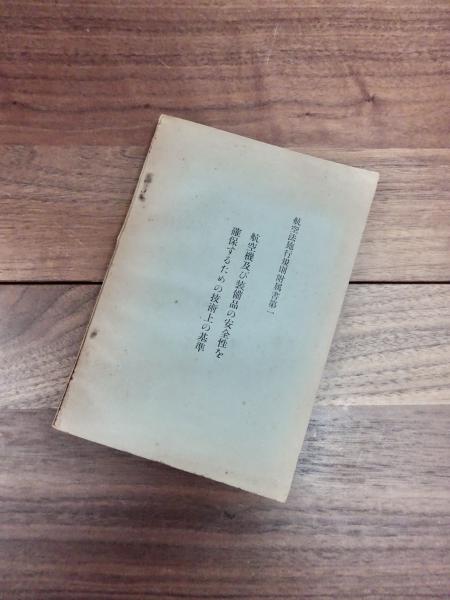 航空法施行規則附属書第一
航空機及び装備品の安全性を
確保するための技術上の基準